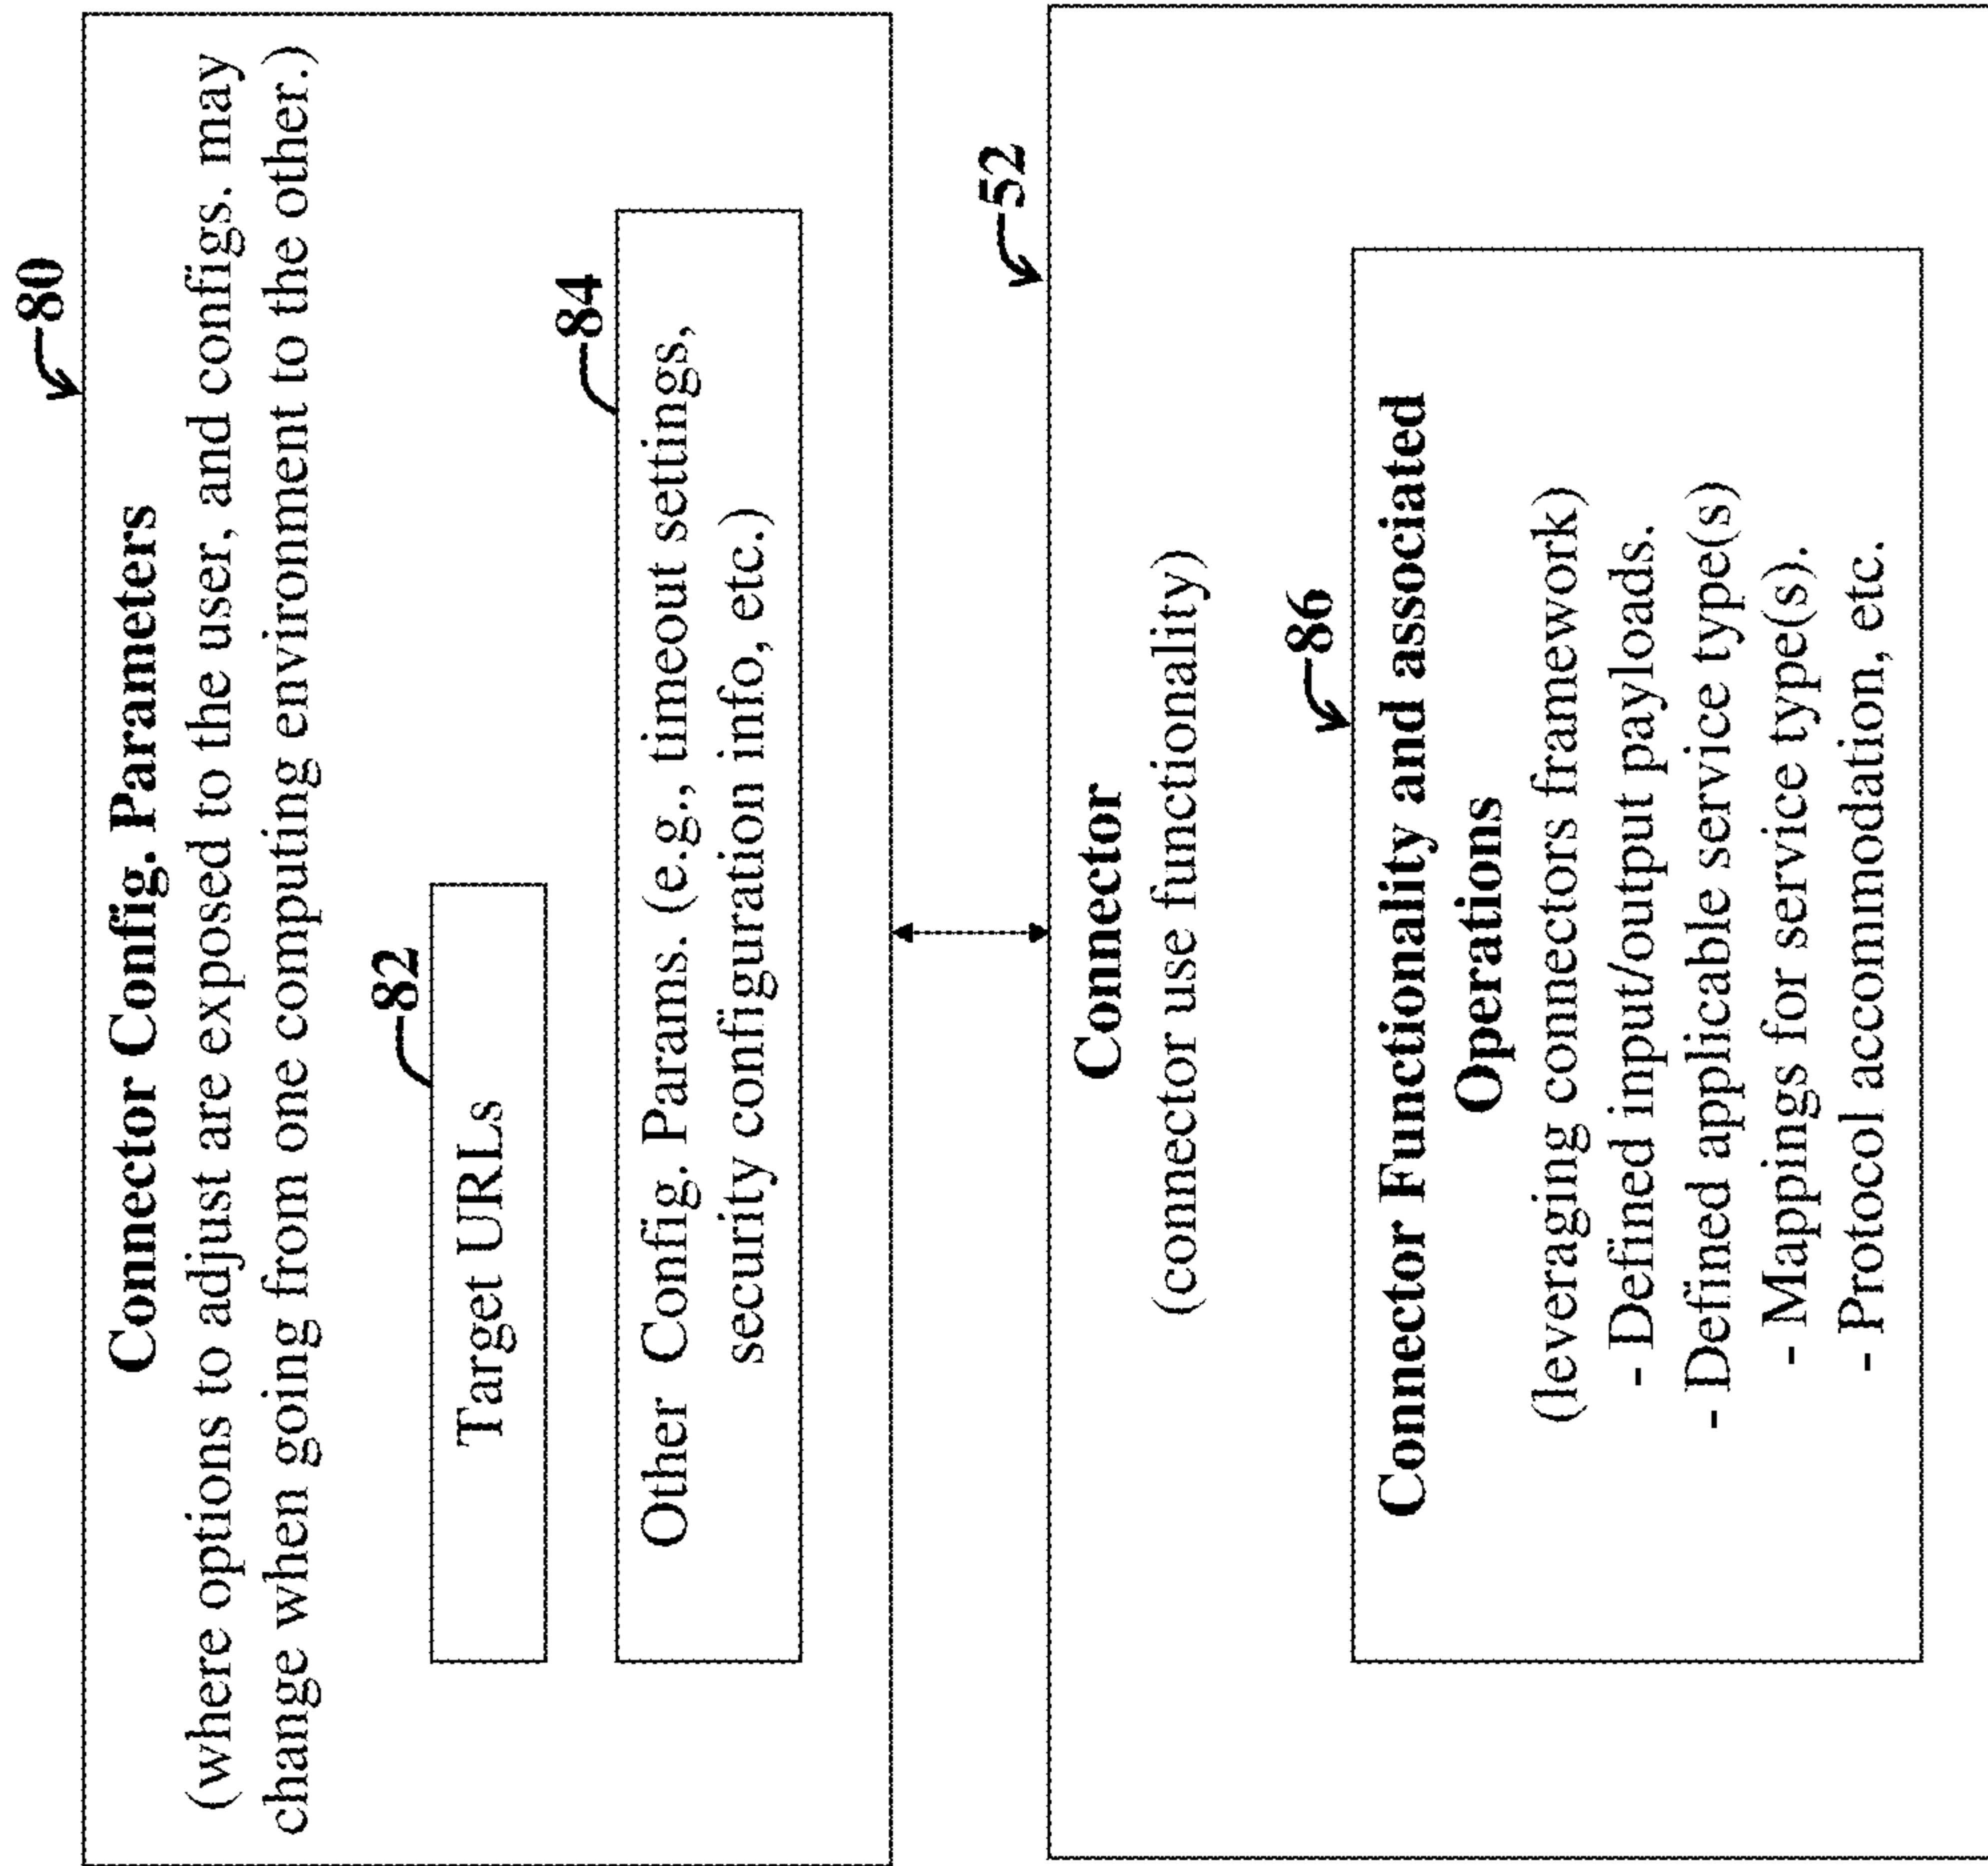 80
Connector Config. Parameters
(where options to adjust are exposed to the user, and configs. may
change when going from one computing environment to the other.)
82
Target URLs
84
Other Config. Params. (e.g., timeout settings,
security configuration info, etc.)
52
Connector
(connector use functionality)
86
Connector Functionality and associated
Operations
(leveraging connectors framework)
- Defined input/output payloads.
- Defined applicable service type(s)
- Mappings for service type(s).
- Protocol accommodation, etc.